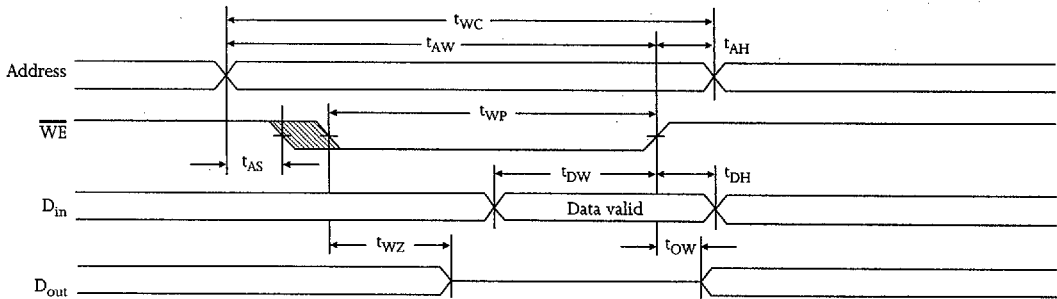 tWC
tAW
tAH
Address
WE
tWP
tAS
tDW
tDH
Din
Data valid
tWZ
tOW
Dout